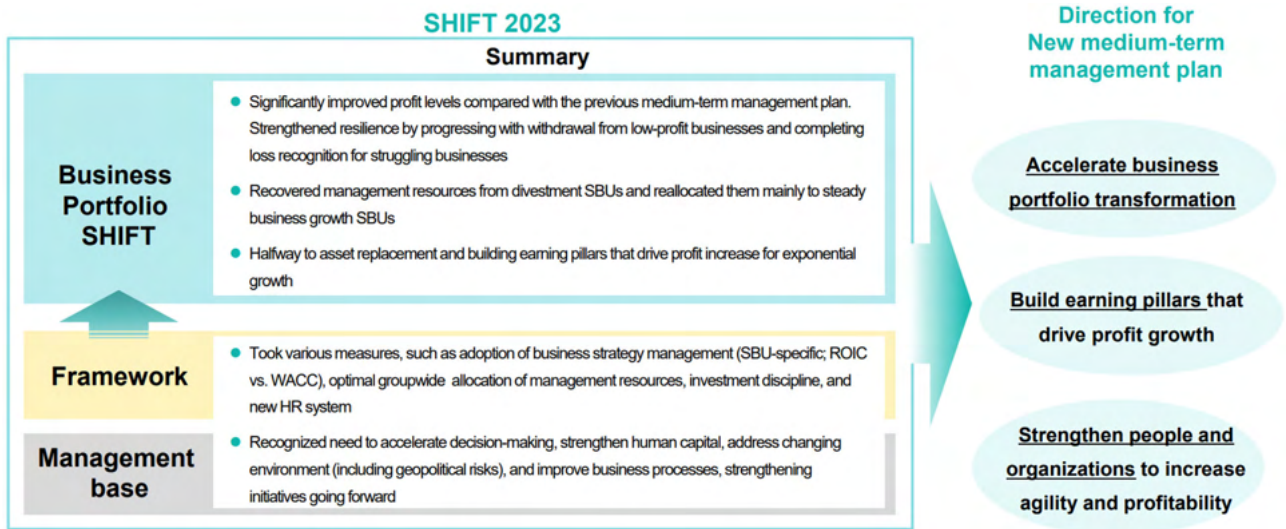 SHIFT 2023
Summary
Business
Portfolio
SHIFT
● Significantly improved profit levels compared with the previous medium-term management plan.
Strengthened resilience by progressing with withdrawal from low-profit businesses and completing
loss recognition for struggling businesses
● Recovered management resources from divestment SBUs and reallocated them mainly to steady
business growth SBUs
● Halfway to asset replacement and building earning pillars that drive profit increase for exponential
growth
Framework
● Took various measures, such as adoption of business strategy management (SBU-specific; ROIC
vs. WACC), optimal groupwide allocation of management resources, investment discipline, and
new HR system
Management
base
● Recognized need to accelerate decision-making, strengthen human capital, address changing
environment (including geopolitical risks), and improve business processes, strengthening
initiatives going forward
Direction for
New medium-term
management plan
Accelerate business
portfolio transformation
Build earning pillars that
drive profit growth
Strengthen people and
organizations to increase
agility and profitability